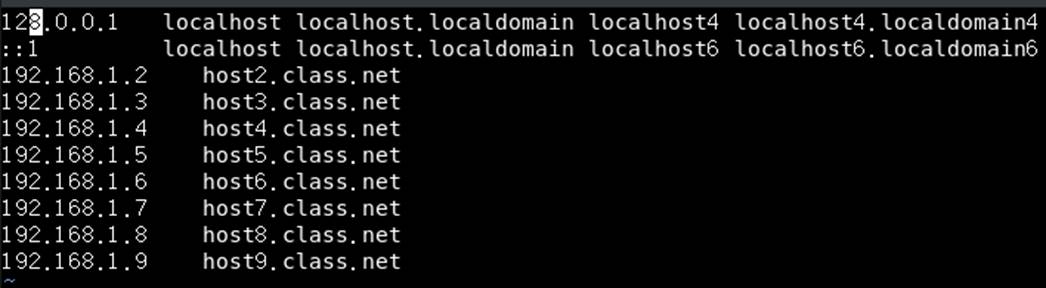 128.0.0.1 localhost localhost.localdomain localhost4 localhost4.localdomain4
::1 localhost localhost.localdomain localhost6 localhost6.localdomain6
192.168.1.2 host2.class.net
192.168.1.3 host3.class.net
192.168.1.4 host4.class.net
192.168.1.5 host5.class.net
192.168.1.6 host6.class.net
192.168.1.7 host7.class.net
192.168.1.8 host8.class.net
192.168.1.9 host9.class.net
~